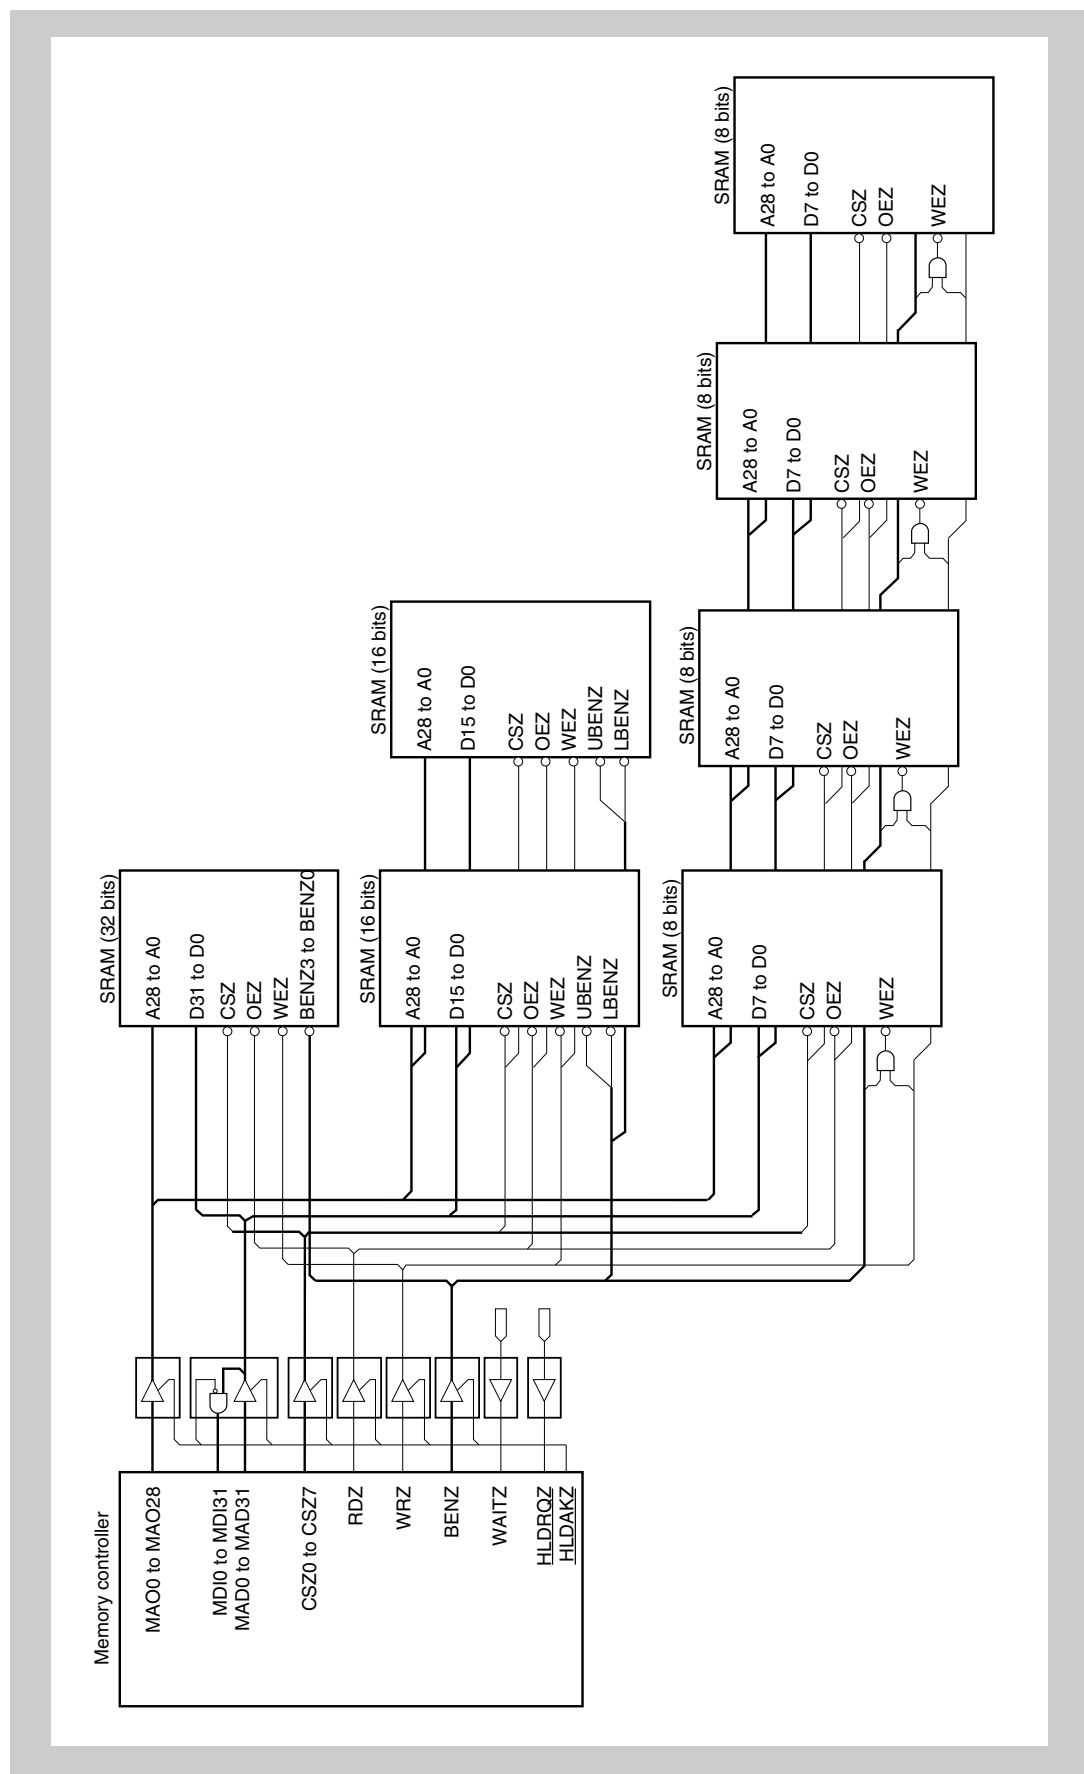 Memory controller
MAO0 to MAO28
MDI0 to MDI31
MAD0 to MAD31
CSZ0 to CSZ7
RDZ
WRZ
BENZ
WAITZ
HLDRQZ
HLDAKZ
SRAM (32 bits)
A28 to A0
D31 to D0
CSZ
OEZ
WEZ
BENZ3 to BENZ0
SRAM (16 bits)
A28 to A0
D15 to D0
CSZ
OEZ
WEZ
UBENZ
LBENZ
SRAM (16 bits)
A28 to A0
D15 to D0
CSZ
OEZ
WEZ
UBENZ
LBENZ
SRAM (8 bits)
A28 to A0
D7 to D0
CSZ
OEZ
WEZ
SRAM (8 bits)
A28 to A0
D7 to D0
CSZ
OEZ
WEZ
SRAM (8 bits)
A28 to A0
D7 to D0
CSZ
OEZ
WEZ
SRAM (8 bits)
A28 to A0
D7 to D0
CSZ
OEZ
WEZ